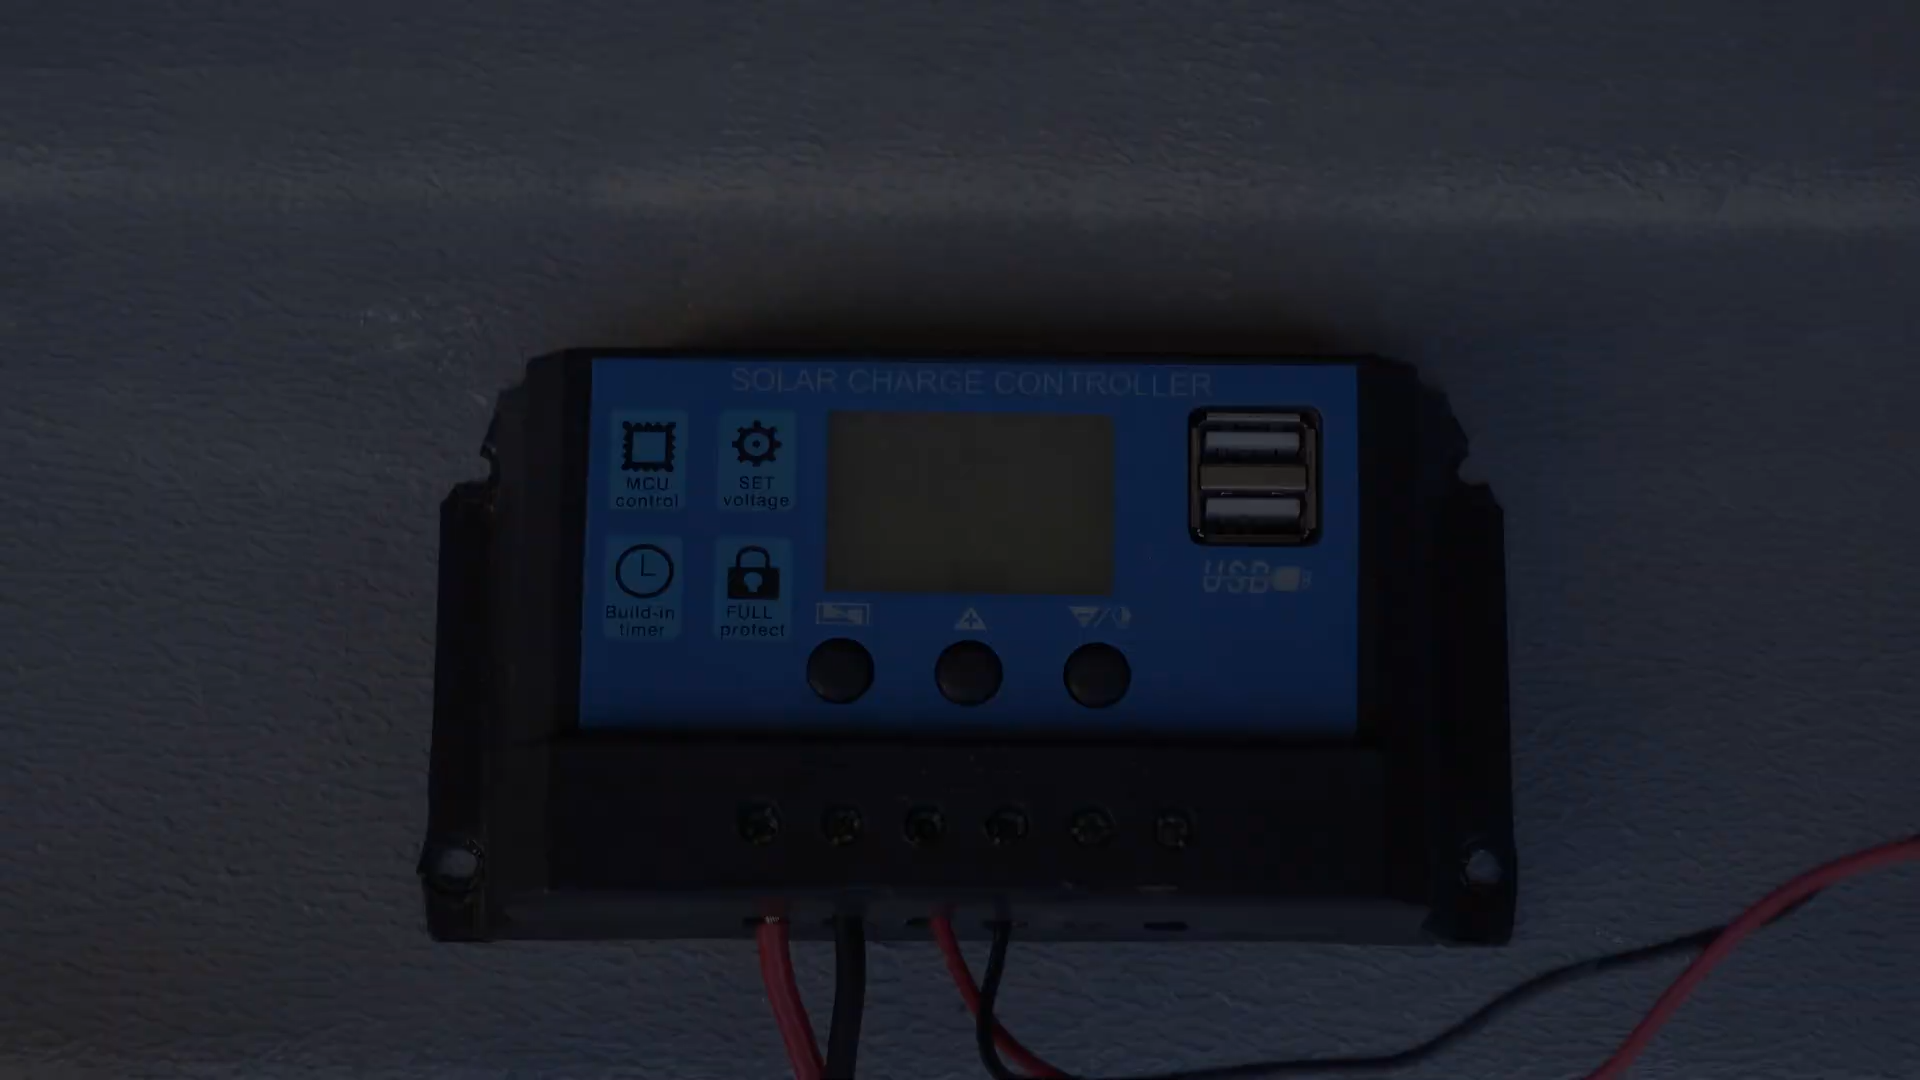 SOLAR CHARGE CONTROLLER
MCU
control
SET
voltage
Build-in
timer
FULL
protect
USB